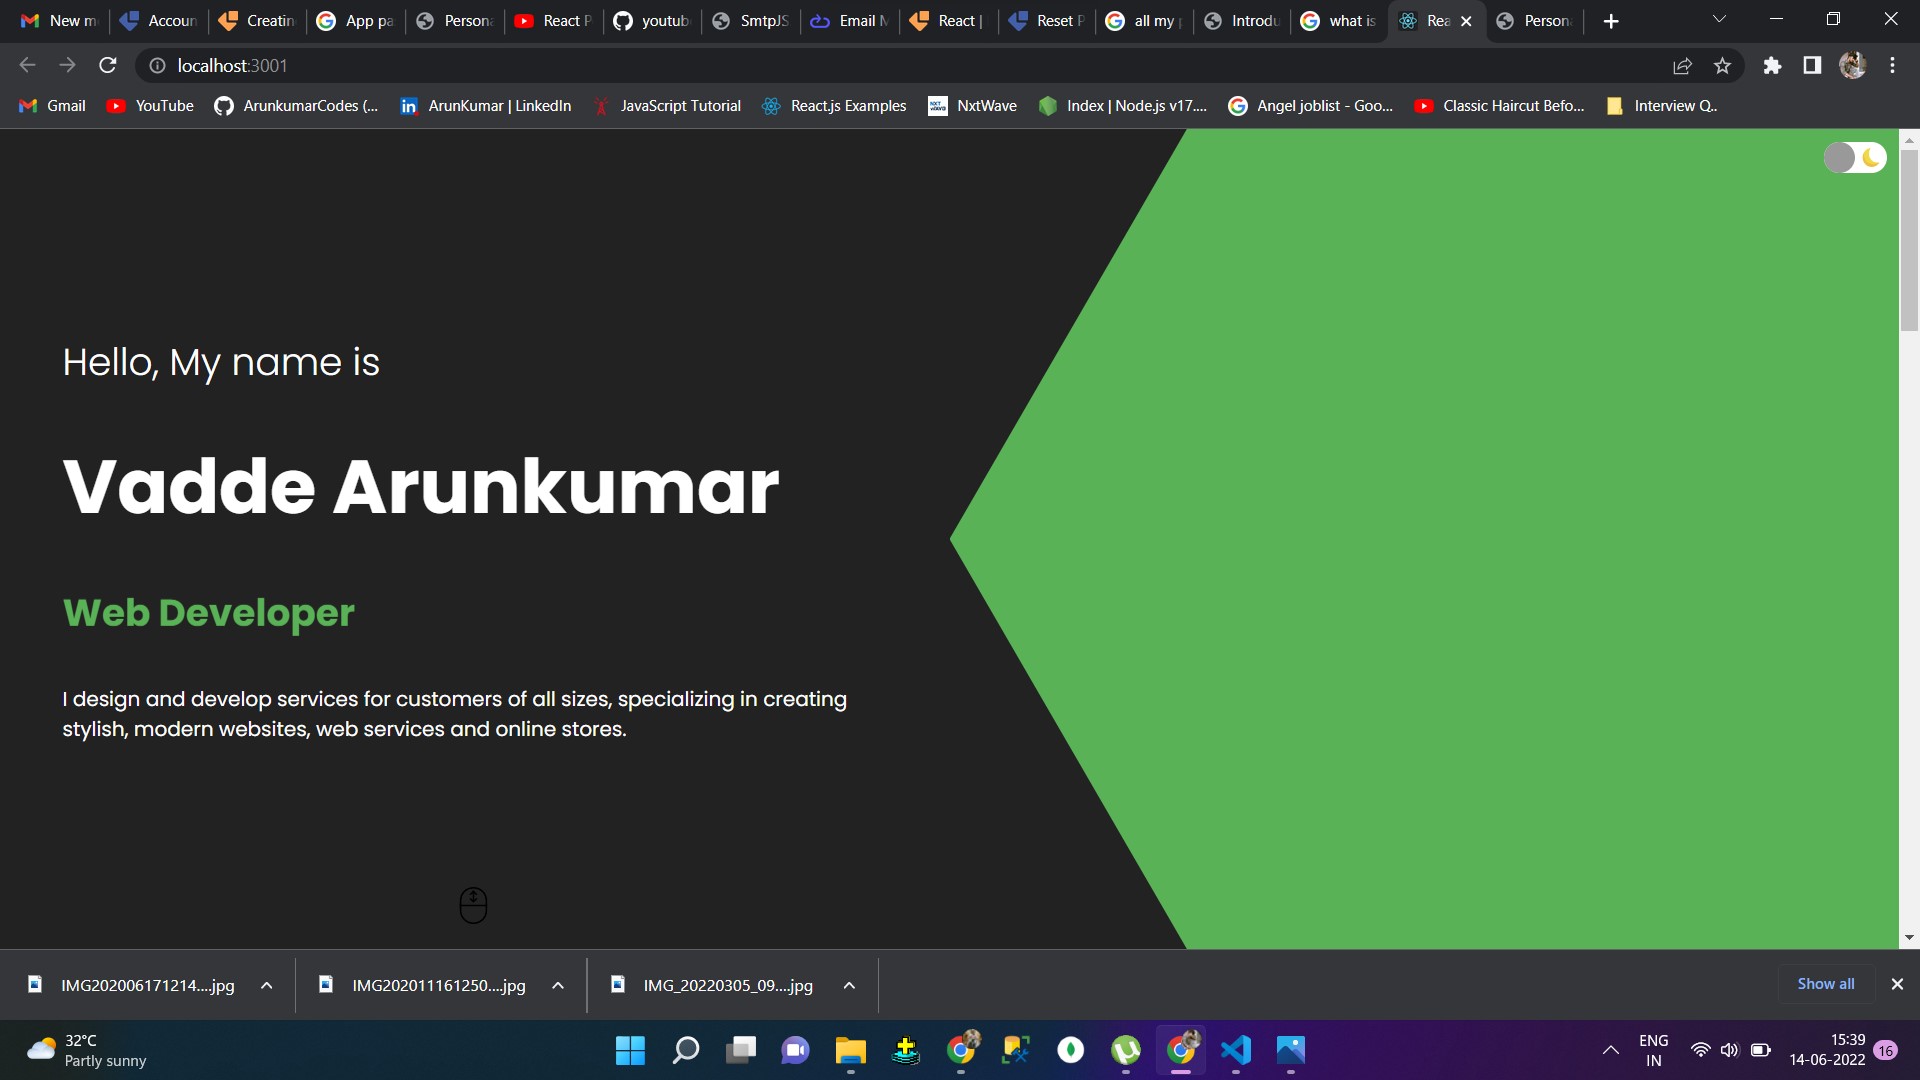 New m
Accoun
Creatin
App pa
Persona
React P
youtub
SmtpJS
Email M
React |
Reset P
all my p
Introdu
what is
Rea
Person
localhost:3001
Gmail
YouTube
ArunkumarCodes (...
ArunKumar | LinkedIn
JavaScript Tutorial
React.js Examples
NxtWave
Index | Node.js v17....
Angel joblist - Goo...
Classic Haircut Befo...
Interview Q..
Hello, My name is
Vadde Arunkumar
Web Developer
I design and develop services for customers of all sizes, specializing in creating
stylish, modern websites, web services and online stores.
IMG202006171214....jpg
IMG202011161250....jpg
IMG_20220305_09....jpg
Show all
32°C
Partly sunny
ENG
IN
15:39
14-06-2022
16